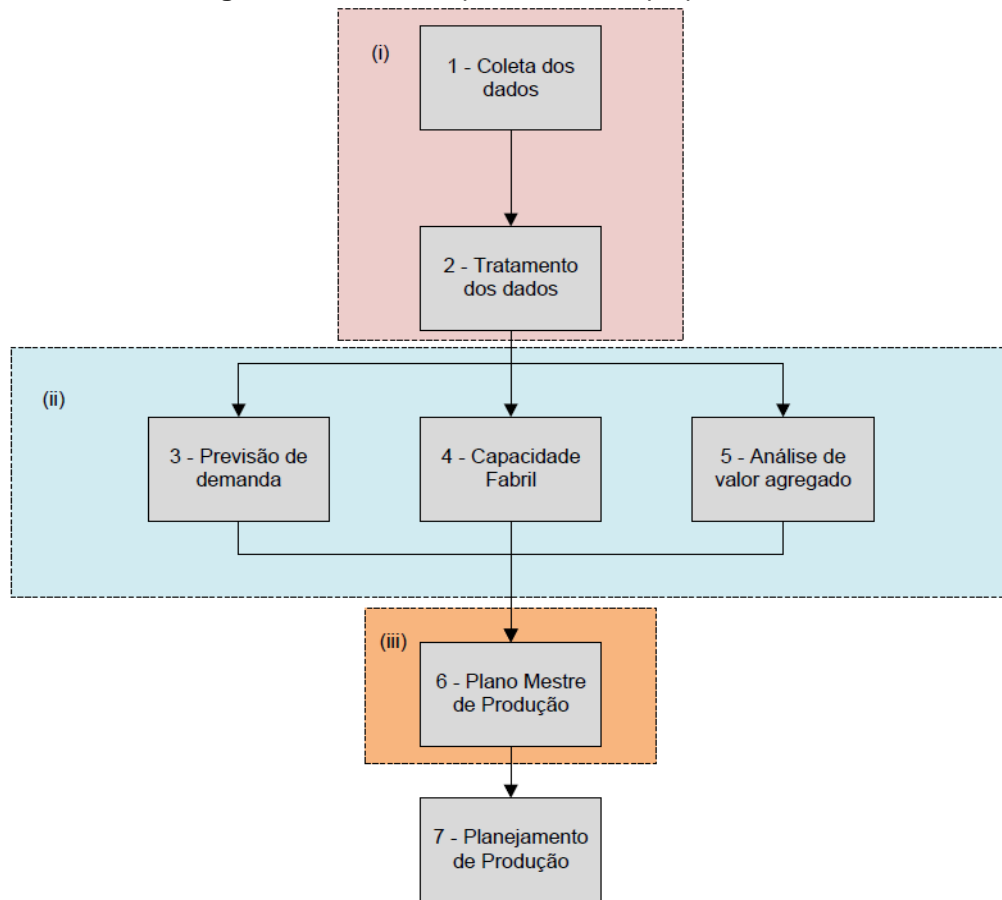 (i)
1 - Coleta dos
dados
2 - Tratamento
dos dados
(ii)
3 - Previsão de
demanda
4 - Capacidade
Fabril
5 - Análise de
valor agregado
(iii)
6 - Plano Mestre
de Produção
7 - Planejamento
de Produção